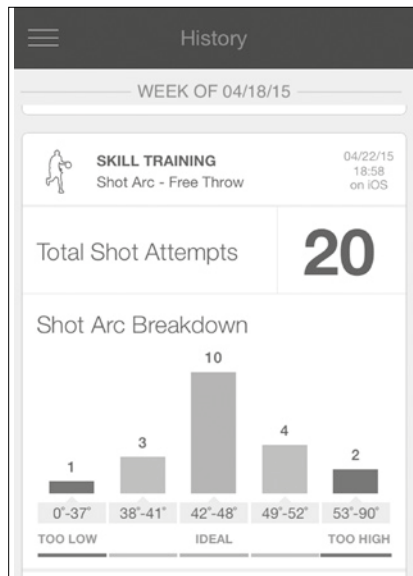 History
WEEK OF 04/18/15
SKILL TRAINING
Shot Arc - Free Throw
04/22/15
18:58
on iOS
Total Shot Attempts
20
Shot Arc Breakdown
1
3
10
4
2
0°-37°
38°-41°
42°-48°
49°-52°
53°-90°
TOO LOW
IDEAL
TOO HIGH